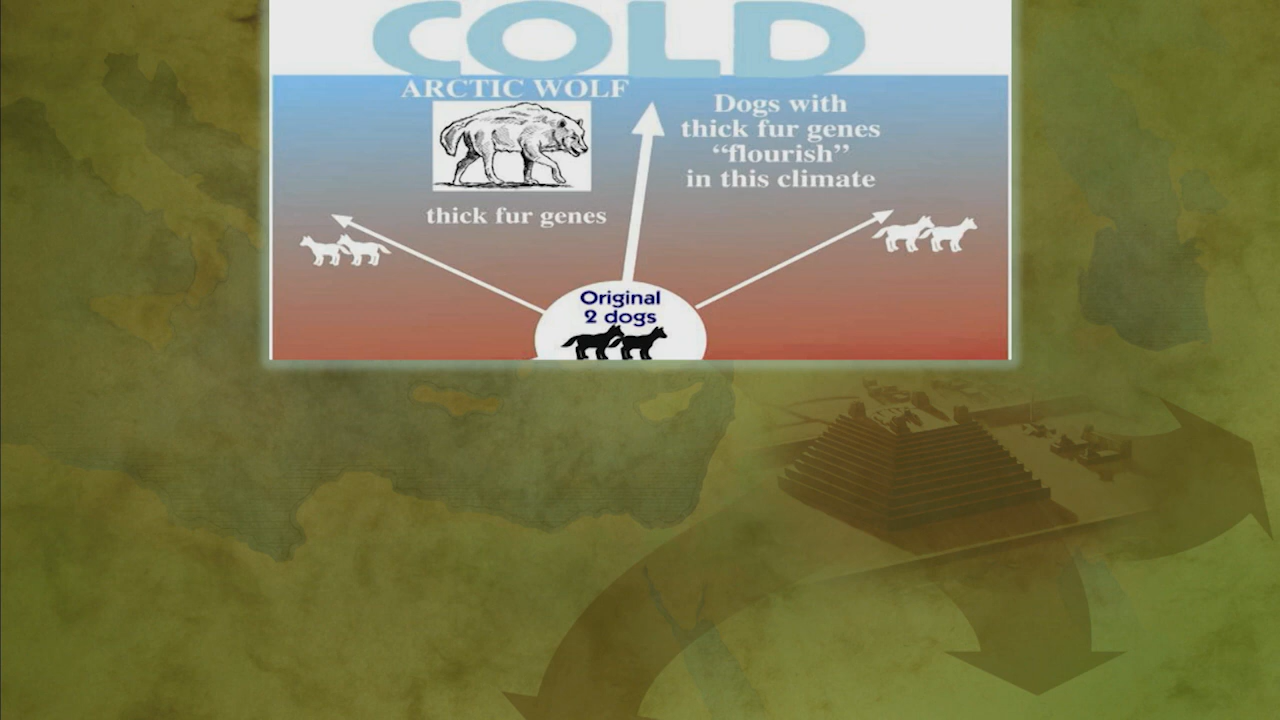 COLD
ARCTIC WOLF
Dogs with
thick fur genes
“flourish”
in this climate
thick fur genes
Original
2 dogs